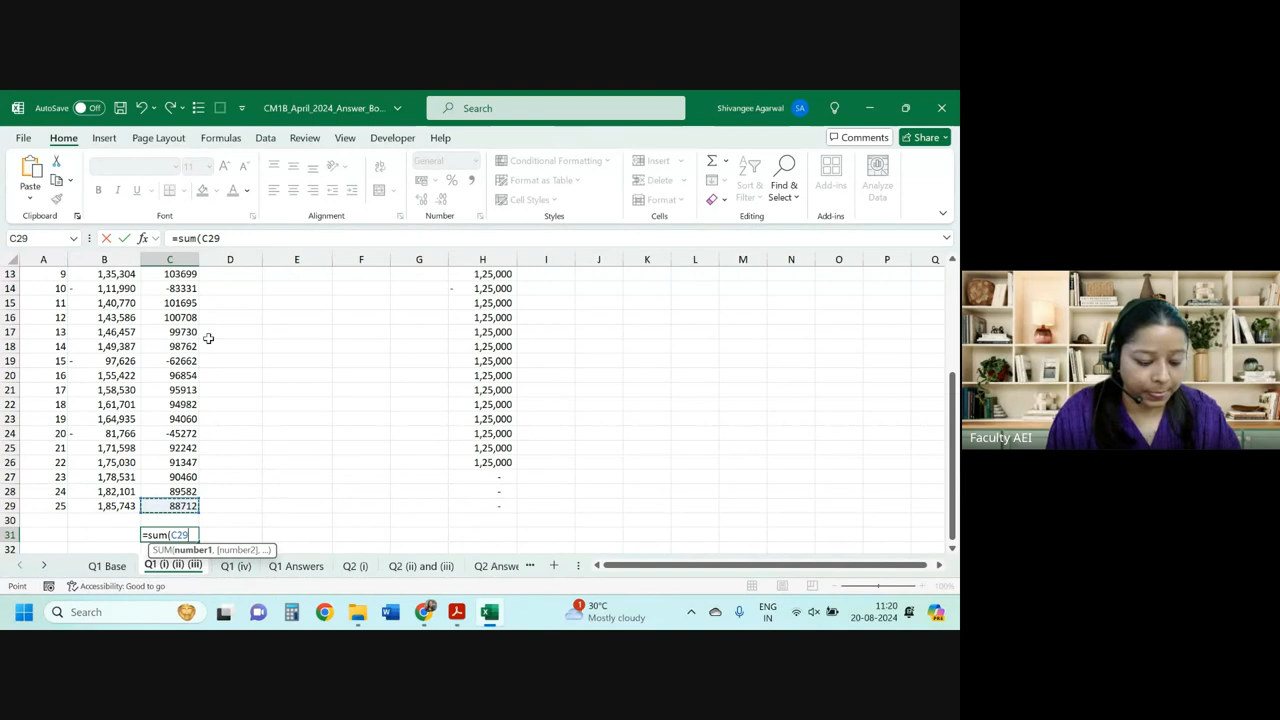 AutoSave Off CM1B_April_2024_Answer_Bo... Search Shivangee Agarwal SA
File Home Insert Page Layout Formulas Data Review View Developer Help Comments Share
Paste 11 A A General Conditional Formatting Insert Σ
B I U A % Format as Table Delete Sort & Filter Find & Select Add-ins Analyze Data
Cell Styles Format
Clipboard Font Alignment Number Styles Cells Editing Add-ins
C29 fx =sum(C29
A B C D E F G H I J K L M N O P Q
13 9 1,35,304 103699 1,25,000
14 10 - 1,11,990 -83331 - 1,25,000
15 11 1,40,770 101695 1,25,000
16 12 1,43,586 100708 1,25,000
17 13 1,46,457 99730 1,25,000
18 14 1,49,387 98762 1,25,000
19 15 - 97,626 -62662 1,25,000
20 16 1,55,422 96854 1,25,000
21 17 1,58,530 95913 1,25,000
22 18 1,61,701 94982 1,25,000
23 19 1,64,935 94060 1,25,000
24 20 - 81,766 -45272 1,25,000
25 21 1,71,598 92242 1,25,000
26 22 1,75,030 91347 1,25,000
27 23 1,78,531 90460 -
28 24 1,82,101 89582 -
29 25 1,85,743 88712 -
30
31 =sum(C29
32 SUM(number1, [number2], ...)
Q1 Base Q1 (i) (ii) (iii) Q1 (iv) Q1 Answers Q2 (i) Q2 (ii) and (iii) Q2 Answe ...
Point Accessibility: Good to go 100%
Search 1 30°C Mostly cloudy ENG IN 11:20 20-08-2024
Faculty AEI